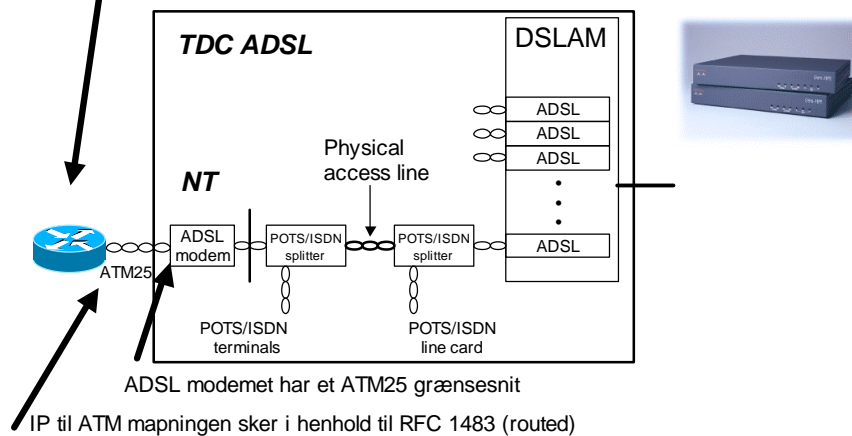 TDC ADSL
DSLAM
ADSL
ADSL
ADSL
Physical
access line
NT
ADSL
modem
POTS/ISDN
splitter
POTS/ISDN
splitter
ADSL
ATM25
POTS/ISDN
terminals
POTS/ISDN
line card
ADSL modemet har et ATM25 grænsesnit
IP til ATM mapningen sker i henhold til RFC 1483 (routed)